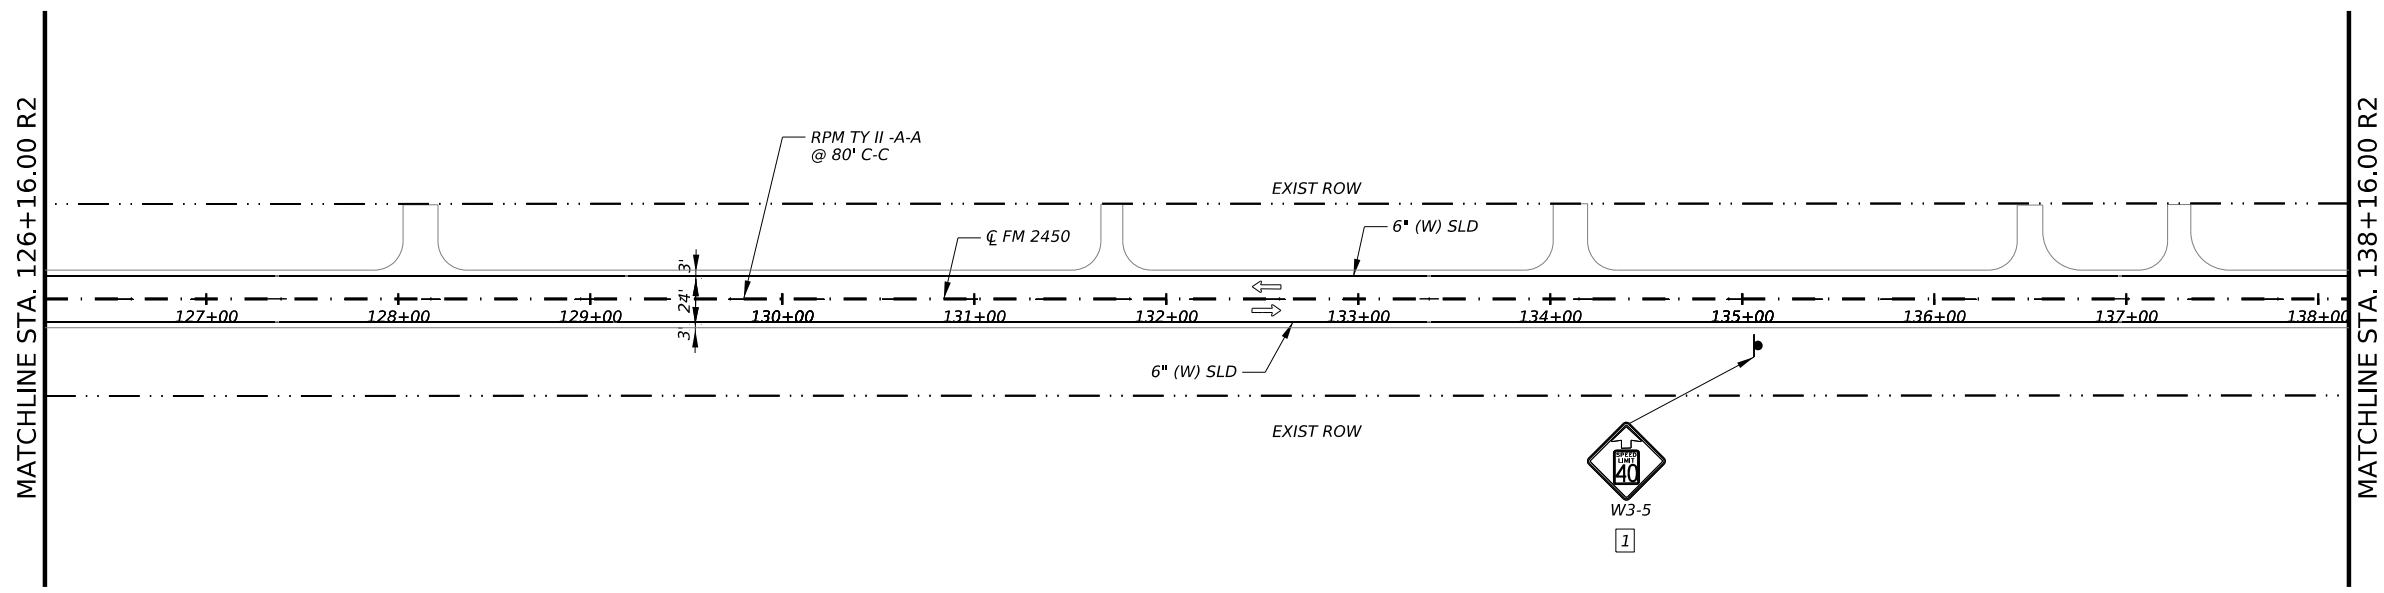 MATCHLINE STA. 126+16.00 R2
RPM TY II -A-A
@ 80' C-C
EXIST ROW
6" (W) SLD
℄ FM 2450
3'
24'
3'
127+00
128+00
129+00
130+00
131+00
132+00
133+00
134+00
135+00
136+00
137+00
138+00
6" (W) SLD
EXIST ROW
SPEED
LIMIT
40
W3-5
1
MATCHLINE STA. 138+16.00 R2